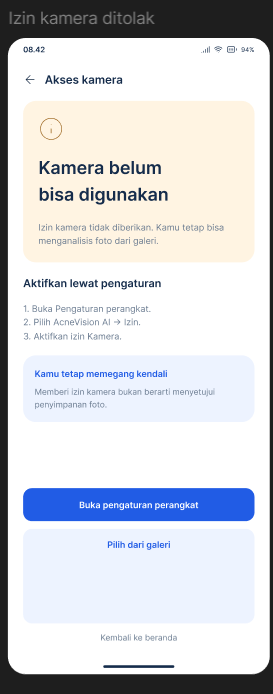 Izin kamera ditolak
08.42
94%
← Akses kamera
Kamera belum
bisa digunakan
Izin kamera tidak diberikan. Kamu tetap bisa
menganalisis foto dari galeri.
Aktifkan lewat pengaturan
1. Buka Pengaturan perangkat.
2. Pilih AcneVision AI → Izin.
3. Aktifkan izin Kamera.
Kamu tetap memegang kendali
Memberi izin kamera bukan berarti menyetujui
penyimpanan foto.
Buka pengaturan perangkat
Pilih dari galeri
Kembali ke beranda